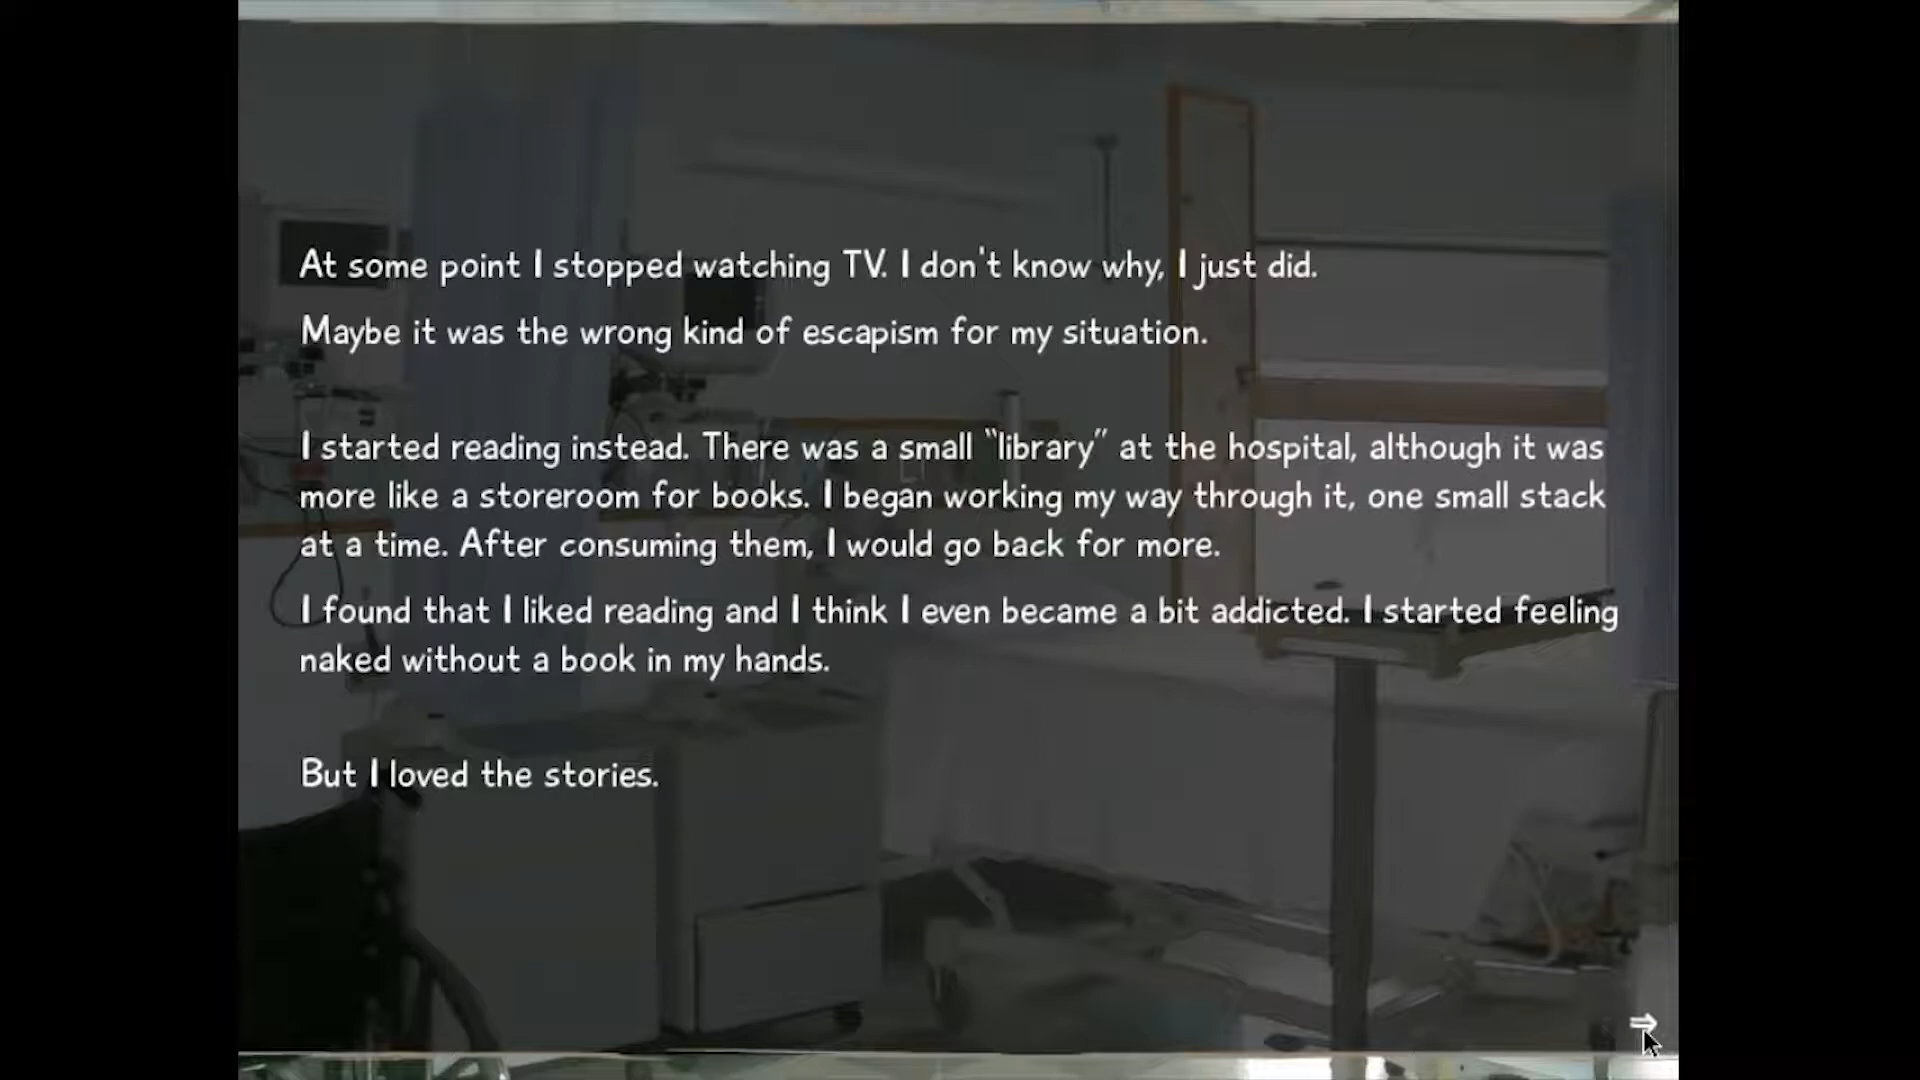 At some point I stopped watching TV. I don't know why, I just did.
Maybe it was the wrong kind of escapism for my situation.
I started reading instead. There was a small “library” at the hospital, although it was
more like a storeroom for books. I began working my way through it, one small stack
at a time. After consuming them, I would go back for more.
I found that I liked reading and I think I even became a bit addicted. I started feeling
naked without a book in my hands.
But I loved the stories.